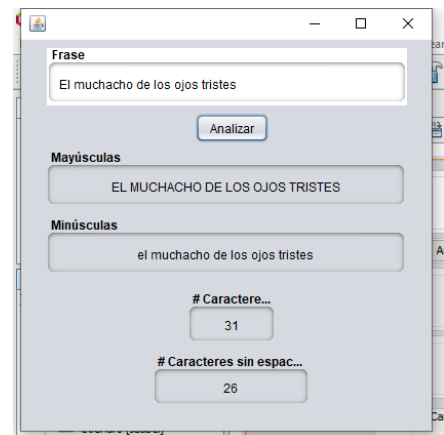 Frase
El muchacho de los ojos tristes
Analizar
Mayúsculas
EL MUCHACHO DE LOS OJOS TRISTES
Minúsculas
el muchacho de los ojos tristes
# Caractere...
31
# Caracteres sin espac...
26